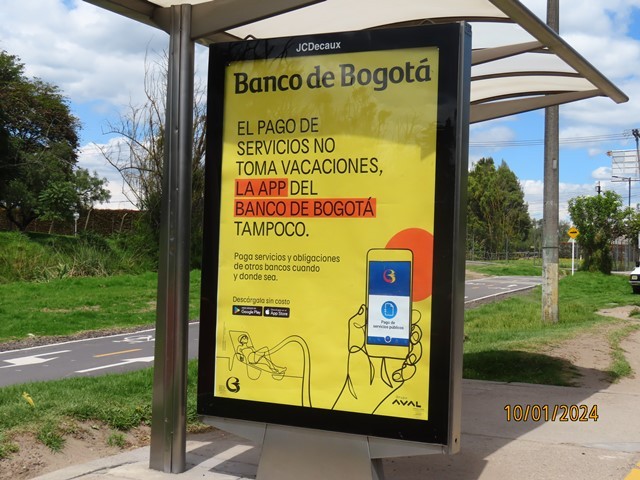 JCDecaux
Banco de Bogotá
EL PAGO DE
SERVICIOS NO
TOMA VACACIONES,
LA APP DEL
BANCO DE BOGOTÁ
TAMPOCO.
Paga servicios y obligaciones
de otros bancos cuando
y donde sea.
Descárgala sin costo
Google Play
App Store
Pago de
servicios públicos
AVAL
10/01/2024